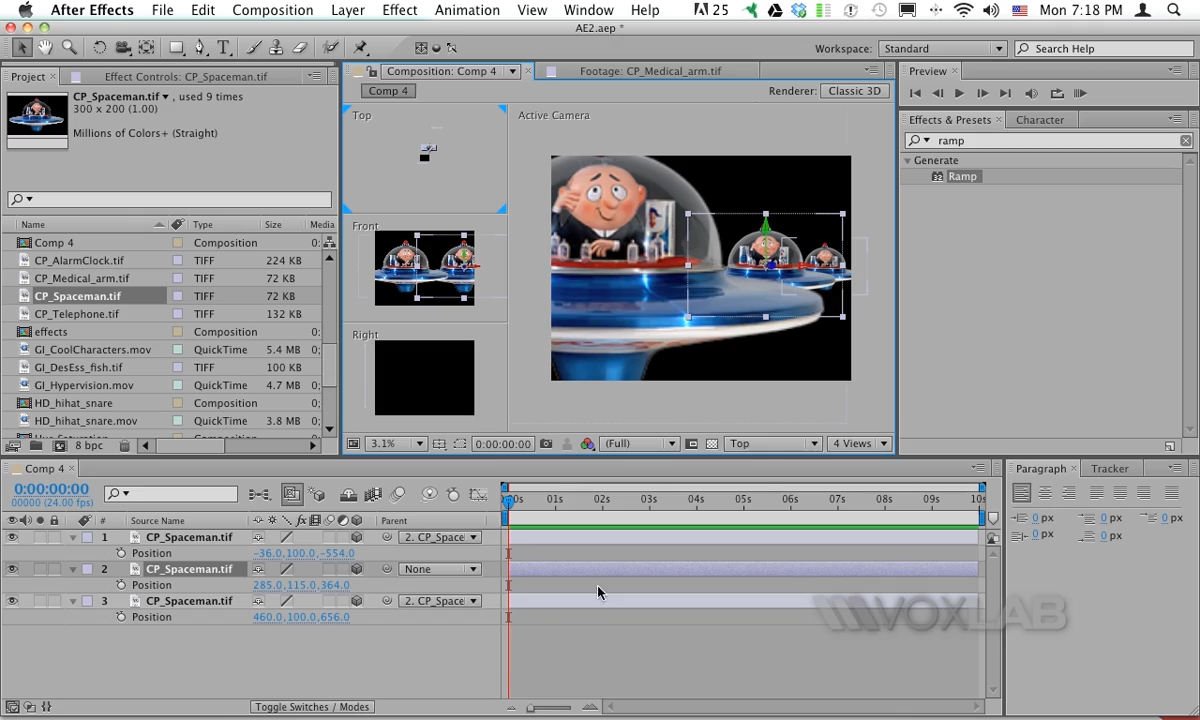 After Effects File Edit Composition Layer Effect Animation View Window Help 25 Mon 7:18 PM
AE2.aep *
Workspace: Standard Search Help
Project × Effect Controls: CP_Spaceman.tif
CP_Spaceman.tif ▾ , used 9 times
300 x 200 (1.00)
Millions of Colors+ (Straight)
Name Type Size Media
Comp 4 Composition 0:
CP_AlarmClock.tif TIFF 224 KB
CP_Medical_arm.tif TIFF 72 KB
CP_Spaceman.tif TIFF 72 KB
CP_Telephone.tif TIFF 132 KB
effects Composition 0:
GI_CoolCharacters.mov QuickTime 5.4 MB 0;
GI_DesEss_fish.tif TIFF 100 KB
GI_Hypervision.mov QuickTime 4.7 MB 0;
HD_hihat_snare Composition 0;
HD_hihat_snare.mov QuickTime 3.8 MB 0;
8 bpc
Composition: Comp 4 × Footage: CP_Medical_arm.tif
Comp 4 Renderer: Classic 3D
Top
Active Camera
Front
Right
3.1% 0:00:00:00 (Full) Top 4 Views
Preview ×
Effects & Presets × Character
ramp
Generate
32 Ramp
Comp 4 ×
0:00:00:00
00000 (24.00 fps)
00s 01s 02s 03s 04s 05s 06s 07s 08s 09s 10s
# Source Name fx Parent
1 CP_Spaceman.tif 2. CP_Space
Position -36.0,100.0,-554.0
2 CP_Spaceman.tif None
Position 285.0,115.0,364.0
3 CP_Spaceman.tif 2. CP_Space
Position 460.0,100.0,656.0
Toggle Switches / Modes
Paragraph × Tracker
0 px 0 px 0 px
0 px 0 px
VOXLAB